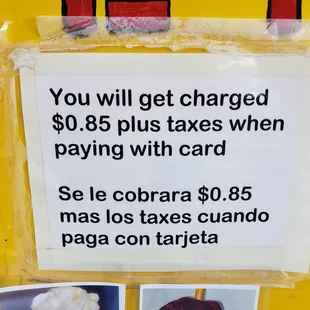 You will get charged
$0.85 plus taxes when
paying with card
Se le cobrara $0.85
mas los taxes cuando
paga con tarjeta